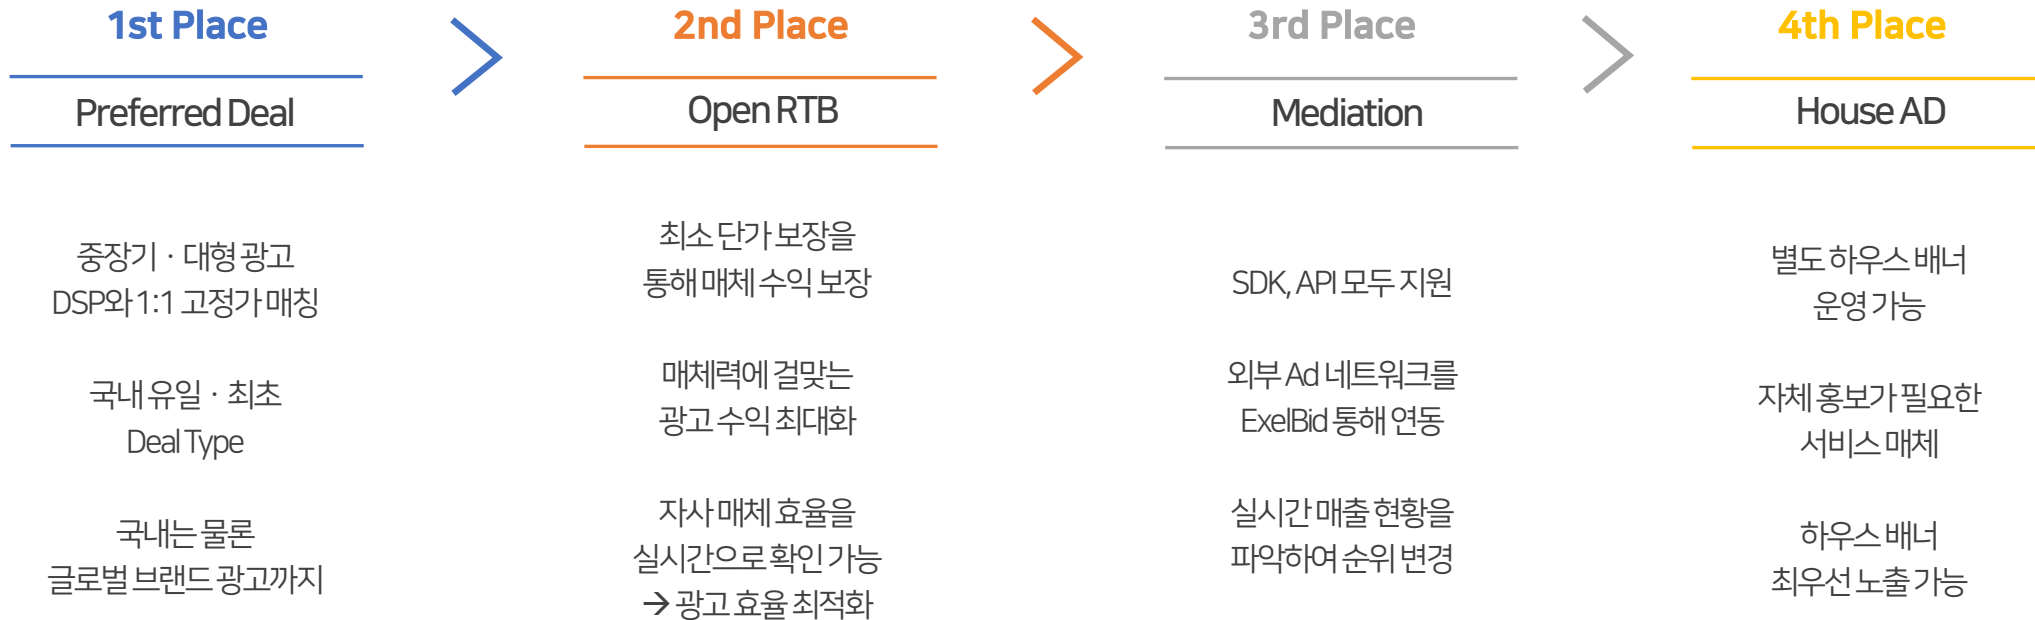 1st Place
Preferred Deal
중장기 · 대형 광고
DSP와 1:1 고정가 매칭
국내 유일 · 최초
Deal Type
국내는 물론
글로벌 브랜드 광고까지
2nd Place
Open RTB
최소 단가 보장을
통해 매체 수익 보장
매체력에 걸맞는
광고 수익 최대화
자사 매체 효율을
실시간으로 확인 가능
→ 광고 효율 최적화
3rd Place
Mediation
SDK, API 모두 지원
외부 Ad 네트워크를
ExelBid 통해 연동
실시간 매출 현황을
파악하여 순위 변경
4th Place
House AD
별도 하우스 배너
운영 가능
자체 홍보가 필요한
서비스 매체
하우스 배너
최우선 노출 가능